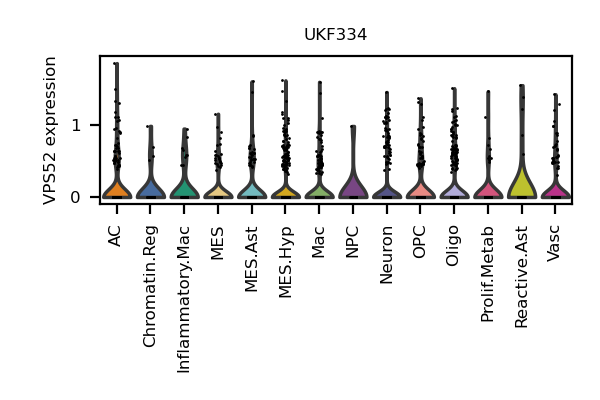 UKF334
VPS52 expression
1
0
AC
Chromatin.Reg
Inflammatory.Mac
MES
MES.Ast
MES.Hyp
Mac
NPC
Neuron
OPC
Oligo
Prolif.Metab
Reactive.Ast
Vasc